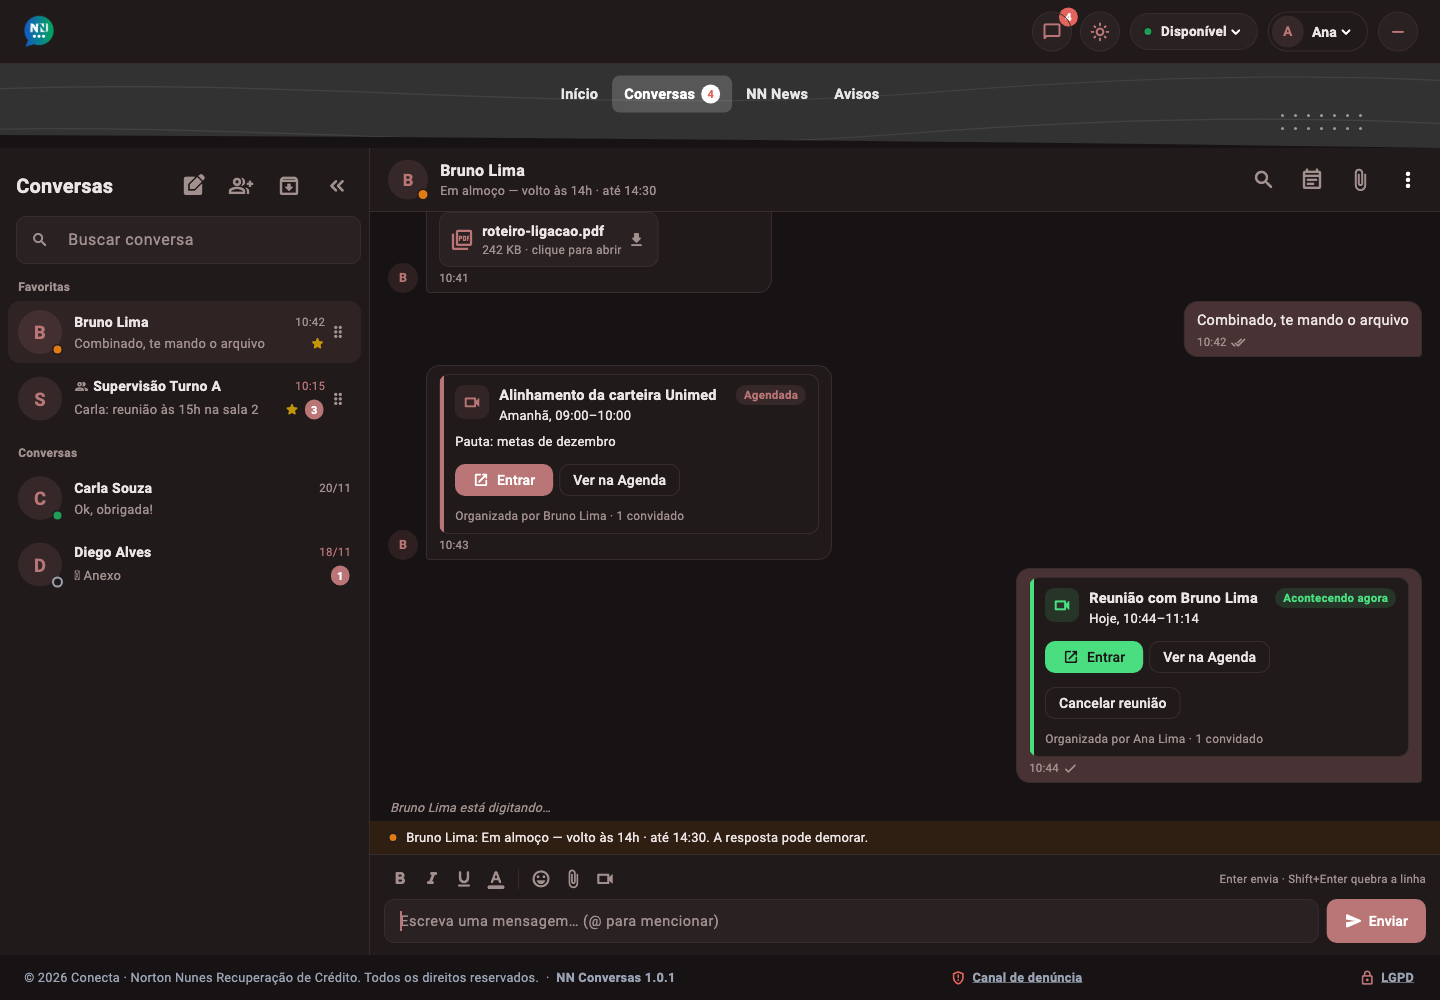 NN
4
Disponível
A
Ana
Início
Conversas 4
NN News
Avisos
Conversas
Buscar conversa
Favoritas
B
Bruno Lima
10:42
Combinado, te mando o arquivo
S
Supervisão Turno A
10:15
Carla: reunião às 15h na sala 2
3
Conversas
C
Carla Souza
20/11
Ok, obrigada!
D
Diego Alves
18/11
Anexo
1
B
Bruno Lima
Em almoço — volto às 14h · até 14:30
PDF
roteiro-ligacao.pdf
242 KB · clique para abrir
B
10:41
Combinado, te mando o arquivo
10:42
Alinhamento da carteira Unimed
Agendada
Amanhã, 09:00–10:00
Pauta: metas de dezembro
Entrar
Ver na Agenda
Organizada por Bruno Lima · 1 convidado
B
10:43
Reunião com Bruno Lima
Acontecendo agora
Hoje, 10:44–11:14
Entrar
Ver na Agenda
Cancelar reunião
Organizada por Ana Lima · 1 convidado
10:44
Bruno Lima está digitando…
Bruno Lima: Em almoço — volto às 14h · até 14:30. A resposta pode demorar.
B I U A
Enter envia · Shift+Enter quebra a linha
Escreva uma mensagem… (@ para mencionar)
Enviar
© 2026 Conecta · Norton Nunes Recuperação de Crédito. Todos os direitos reservados. · NN Conversas 1.0.1
Canal de denúncia
LGPD